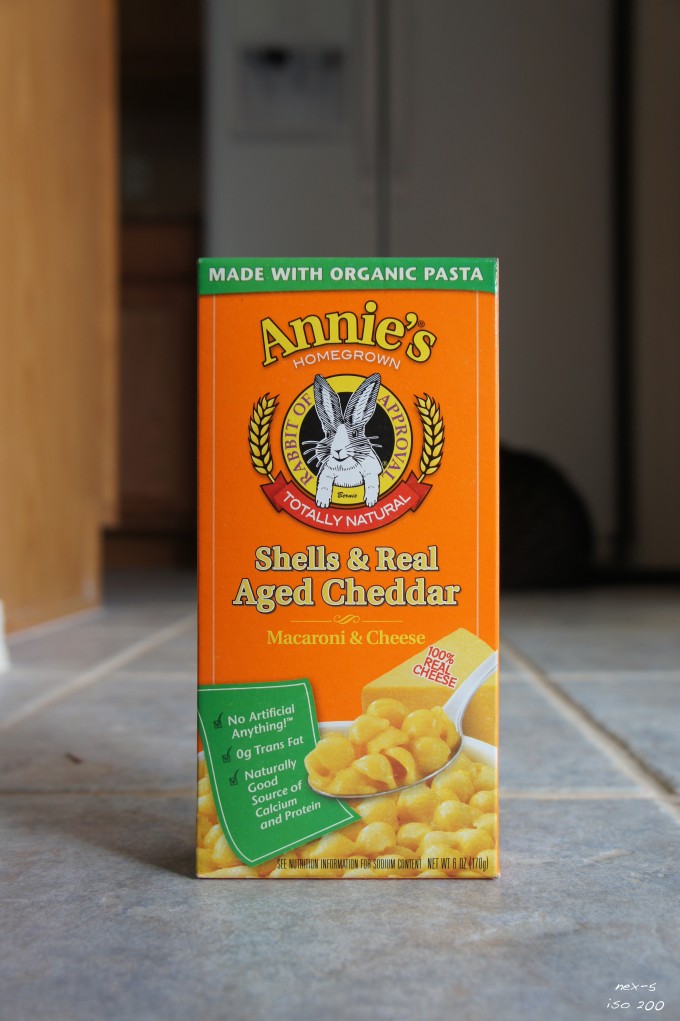 MADE WITH ORGANIC PASTA
Annie's®
HOMEGROWN
RABBIT OF APPROVAL
Bernie
TOTALLY NATURAL
Shells & Real
Aged Cheddar
Macaroni & Cheese
100%
REAL
CHEESE
No Artificial
Anything!™
0g Trans Fat
Naturally
Good
Source of
Calcium
and Protein
SEE NUTRITION INFORMATION FOR SODIUM CONTENT NET WT 6 OZ (170g)
nex-5
iso 200